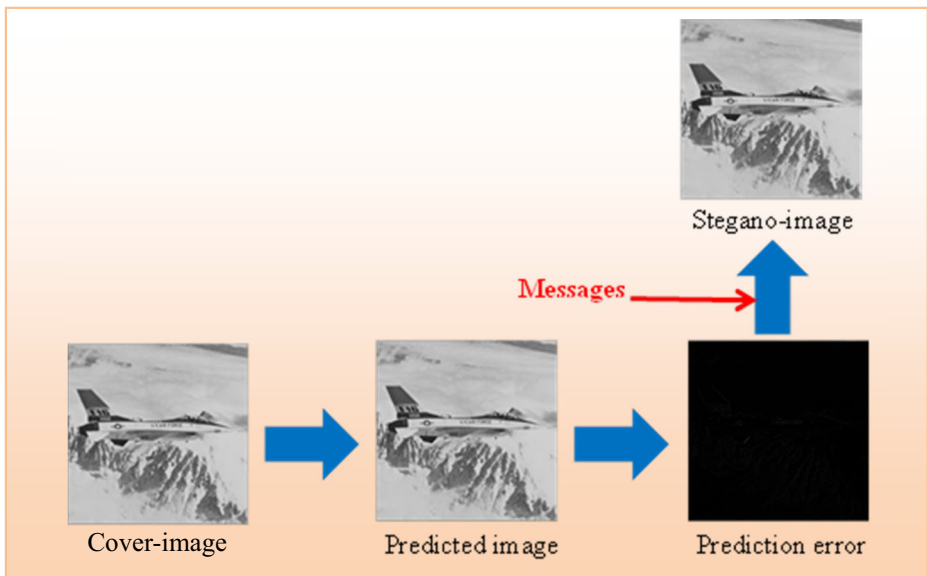 Stegano-image
Messages
Cover-image
Predicted image
Prediction error